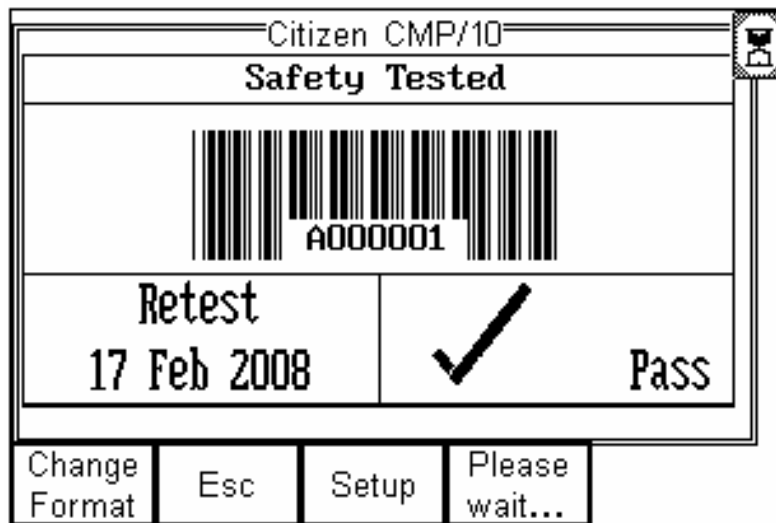 Citizen CMP/10
Safety Tested
A000001
Retest
17 Feb 2008
Pass
Change
Format
Esc
Setup
Please
wait...